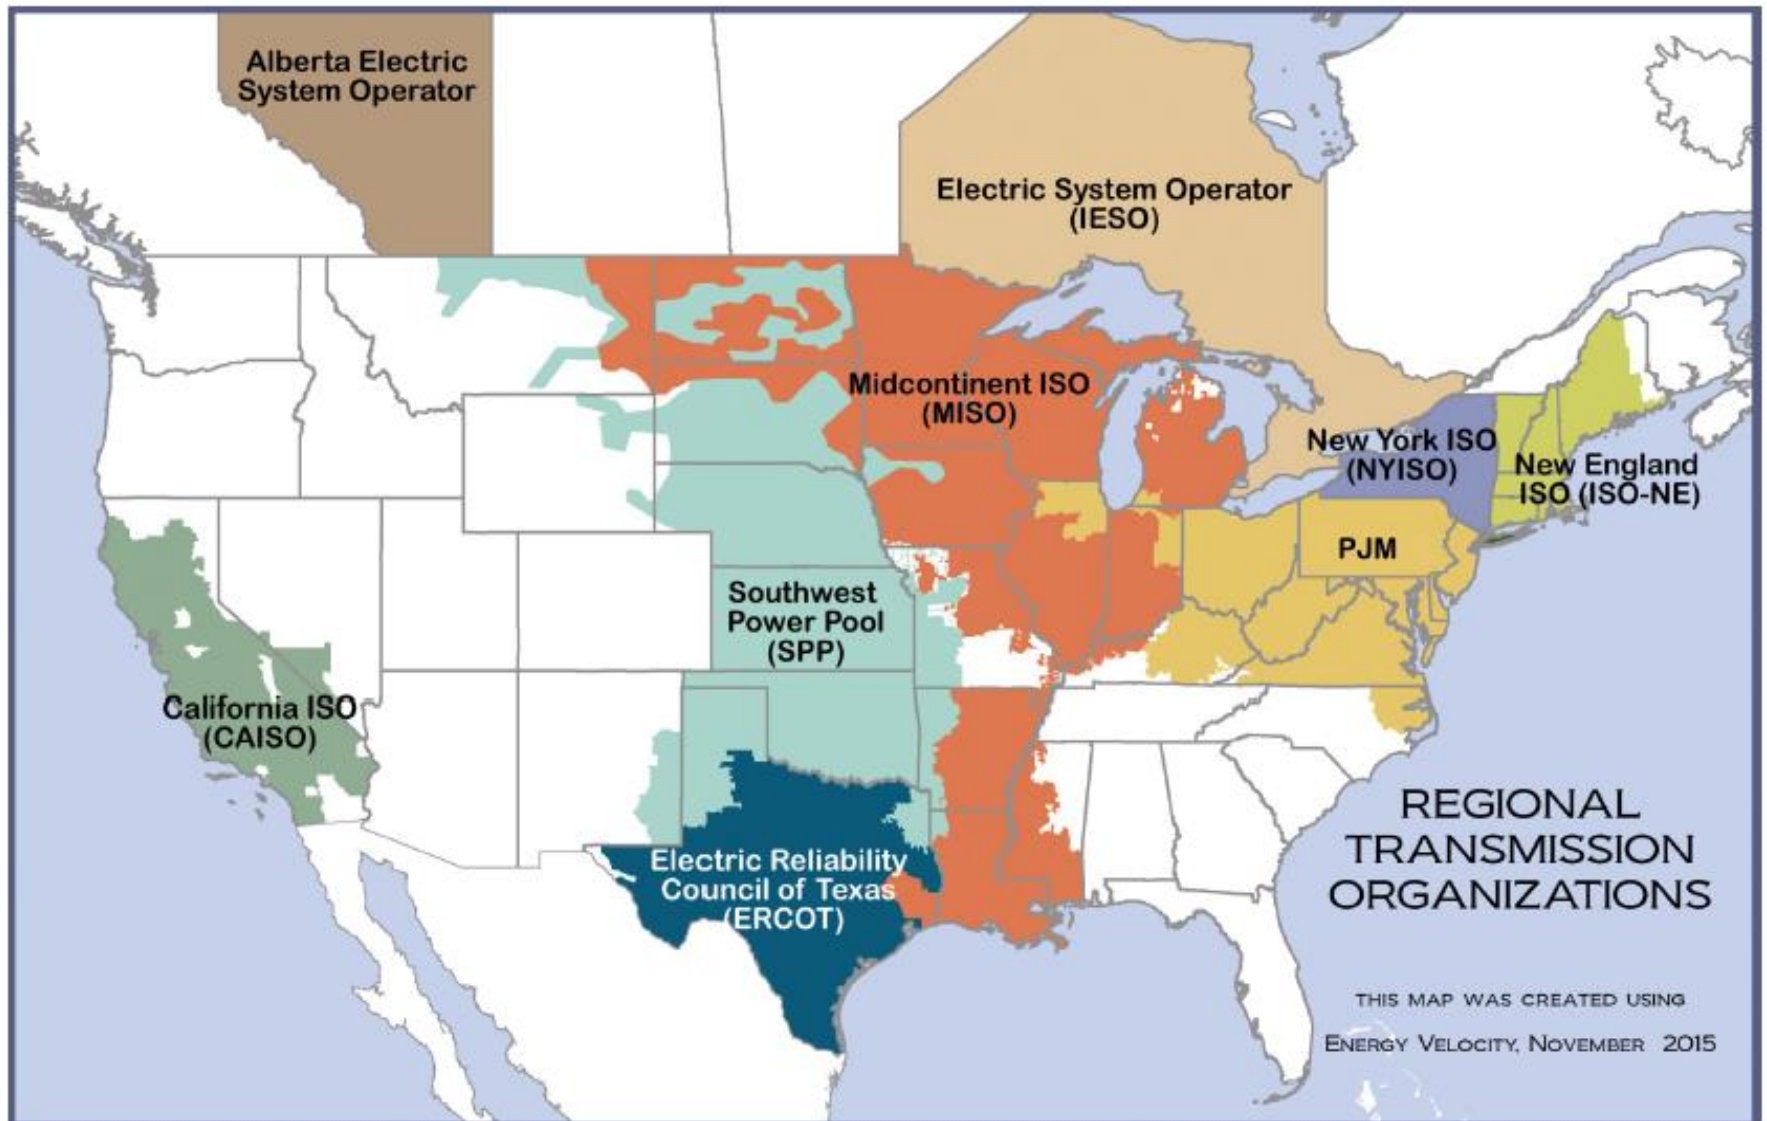 Alberta Electric
System Operator
Electric System Operator
(IESO)
Midcontinent ISO
(MISO)
New York ISO
(NYISO)
New England
ISO (ISO-NE)
PJM
Southwest
Power Pool
(SPP)
California ISO
(CAISO)
Electric Reliability
Council of Texas
(ERCOT)
REGIONAL
TRANSMISSION
ORGANIZATIONS
THIS MAP WAS CREATED USING
ENERGY VELOCITY, NOVEMBER 2015